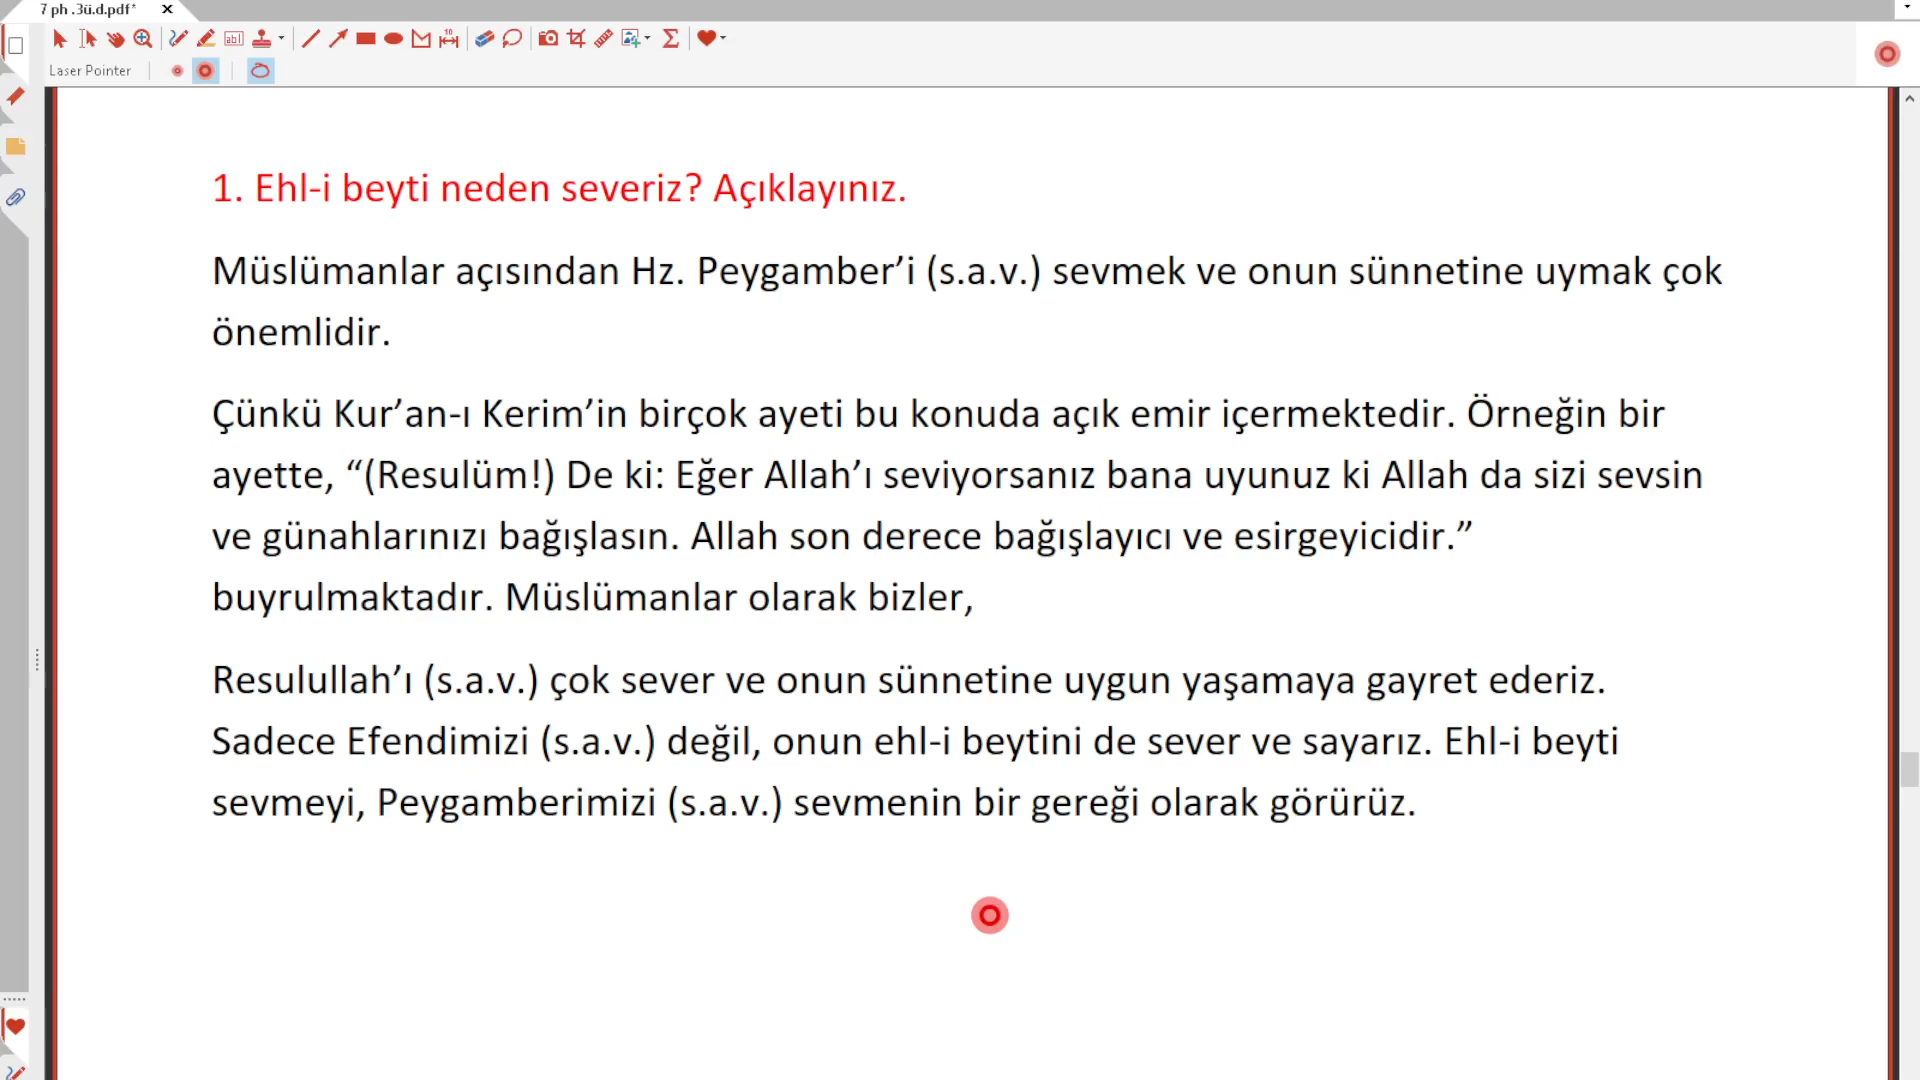 7 ph .3ü.d.pdf*
Laser Pointer
1. Ehl-i beyti neden severiz? Açıklayınız.
Müslümanlar açısından Hz. Peygamber’i (s.a.v.) sevmek ve onun sünnetine uymak çok
önemlidir.
Çünkü Kur’an-ı Kerim’in birçok ayeti bu konuda açık emir içermektedir. Örneğin bir
ayette, “(Resulüm!) De ki: Eğer Allah’ı seviyorsanız bana uyunuz ki Allah da sizi sevsin
ve günahlarınızı bağışlasın. Allah son derece bağışlayıcı ve esirgeyicidir.”
buyrulmaktadır. Müslümanlar olarak bizler,
Resulullah’ı (s.a.v.) çok sever ve onun sünnetine uygun yaşamaya gayret ederiz.
Sadece Efendimizi (s.a.v.) değil, onun ehl-i beytini de sever ve sayarız. Ehl-i beyti
sevmeyi, Peygamberimizi (s.a.v.) sevmenin bir gereği olarak görürüz.